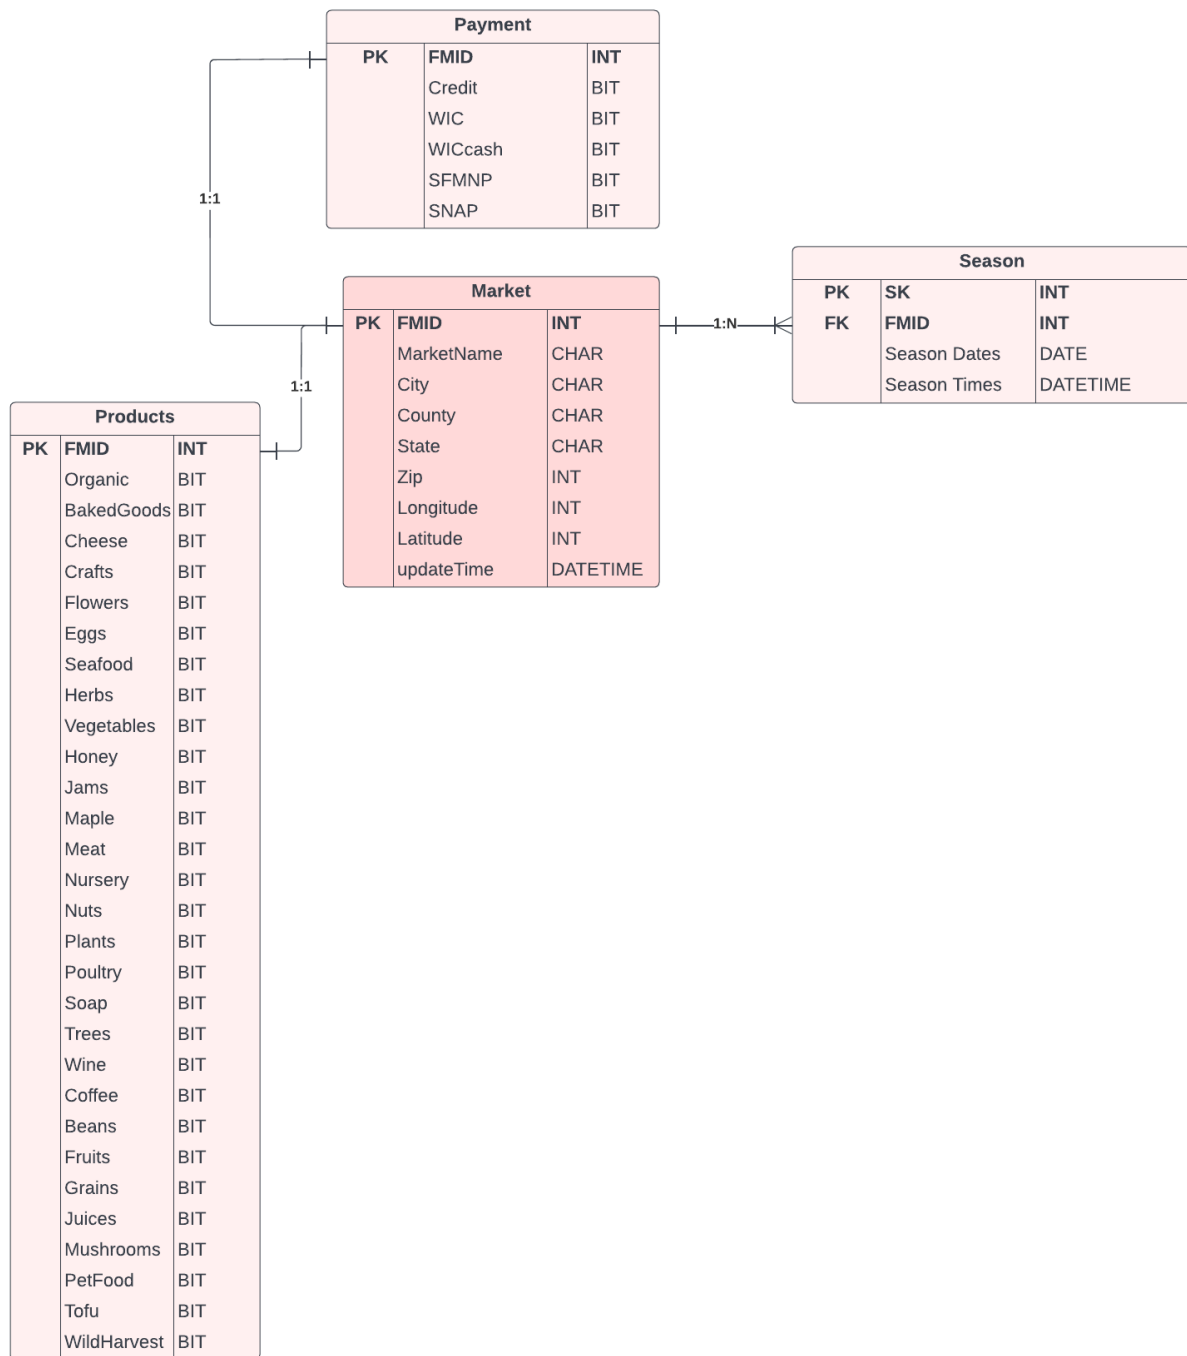 Payment
PK FMID INT
Credit BIT
WIC BIT
WICcash BIT
SFMNP BIT
SNAP BIT
1:1
Market
PK FMID INT
MarketName CHAR
City CHAR
County CHAR
State CHAR
Zip INT
Longitude INT
Latitude INT
updateTime DATETIME
1:N
Season
PK SK INT
FK FMID INT
Season Dates DATE
Season Times DATETIME
1:1
Products
PK FMID INT
Organic BIT
BakedGoods BIT
Cheese BIT
Crafts BIT
Flowers BIT
Eggs BIT
Seafood BIT
Herbs BIT
Vegetables BIT
Honey BIT
Jams BIT
Maple BIT
Meat BIT
Nursery BIT
Nuts BIT
Plants BIT
Poultry BIT
Soap BIT
Trees BIT
Wine BIT
Coffee BIT
Beans BIT
Fruits BIT
Grains BIT
Juices BIT
Mushrooms BIT
PetFood BIT
Tofu BIT
WildHarvest BIT